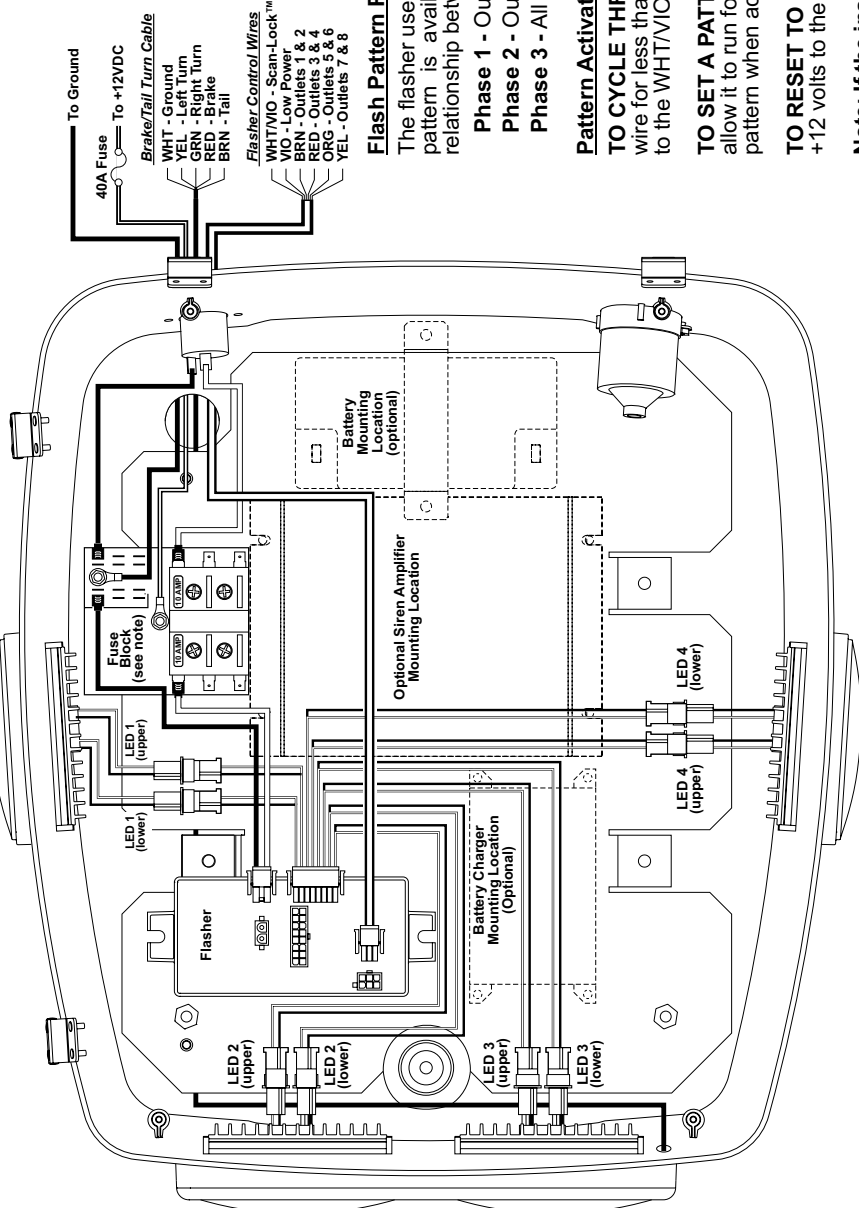 To Ground
40A Fuse
To +12VDC
Brake/Tail Turn Cable
WHT - Ground
YEL - Left Turn
GRN - Right Turn
RED - Brake
BRN - Tail
Flasher Control Wires
WHT/VIO - Scan-Lock™
VIO - Low Power
BRN - Outlets 1 & 2
RED - Outlets 3 & 4
ORG - Outlets 5 & 6
YEL - Outlets 7 & 8
Fuse
Block
(see note)
10 AMP
10 AMP
Battery
Mounting
Location
(optional)
Optional Siren Amplifier
Mounting Location
LED 1
(upper)
LED 1
(lower)
LED 4
(lower)
LED 4
(upper)
Flasher
Battery Charger
Mounting Location
(Optional)
LED 2
(upper)
LED 2
(lower)
LED 3
(upper)
LED 3
(lower)
Flash Pattern
The flasher use
pattern is avail
relationship betw
Phase 1 - Ou
Phase 2 - Ou
Phase 3 - All
Pattern Activat
TO CYCLE THR
wire for less tha
to the WHT/VIO
TO SET A PATT
allow it to run fo
pattern when ac
TO RESET TO
+12 volts to the